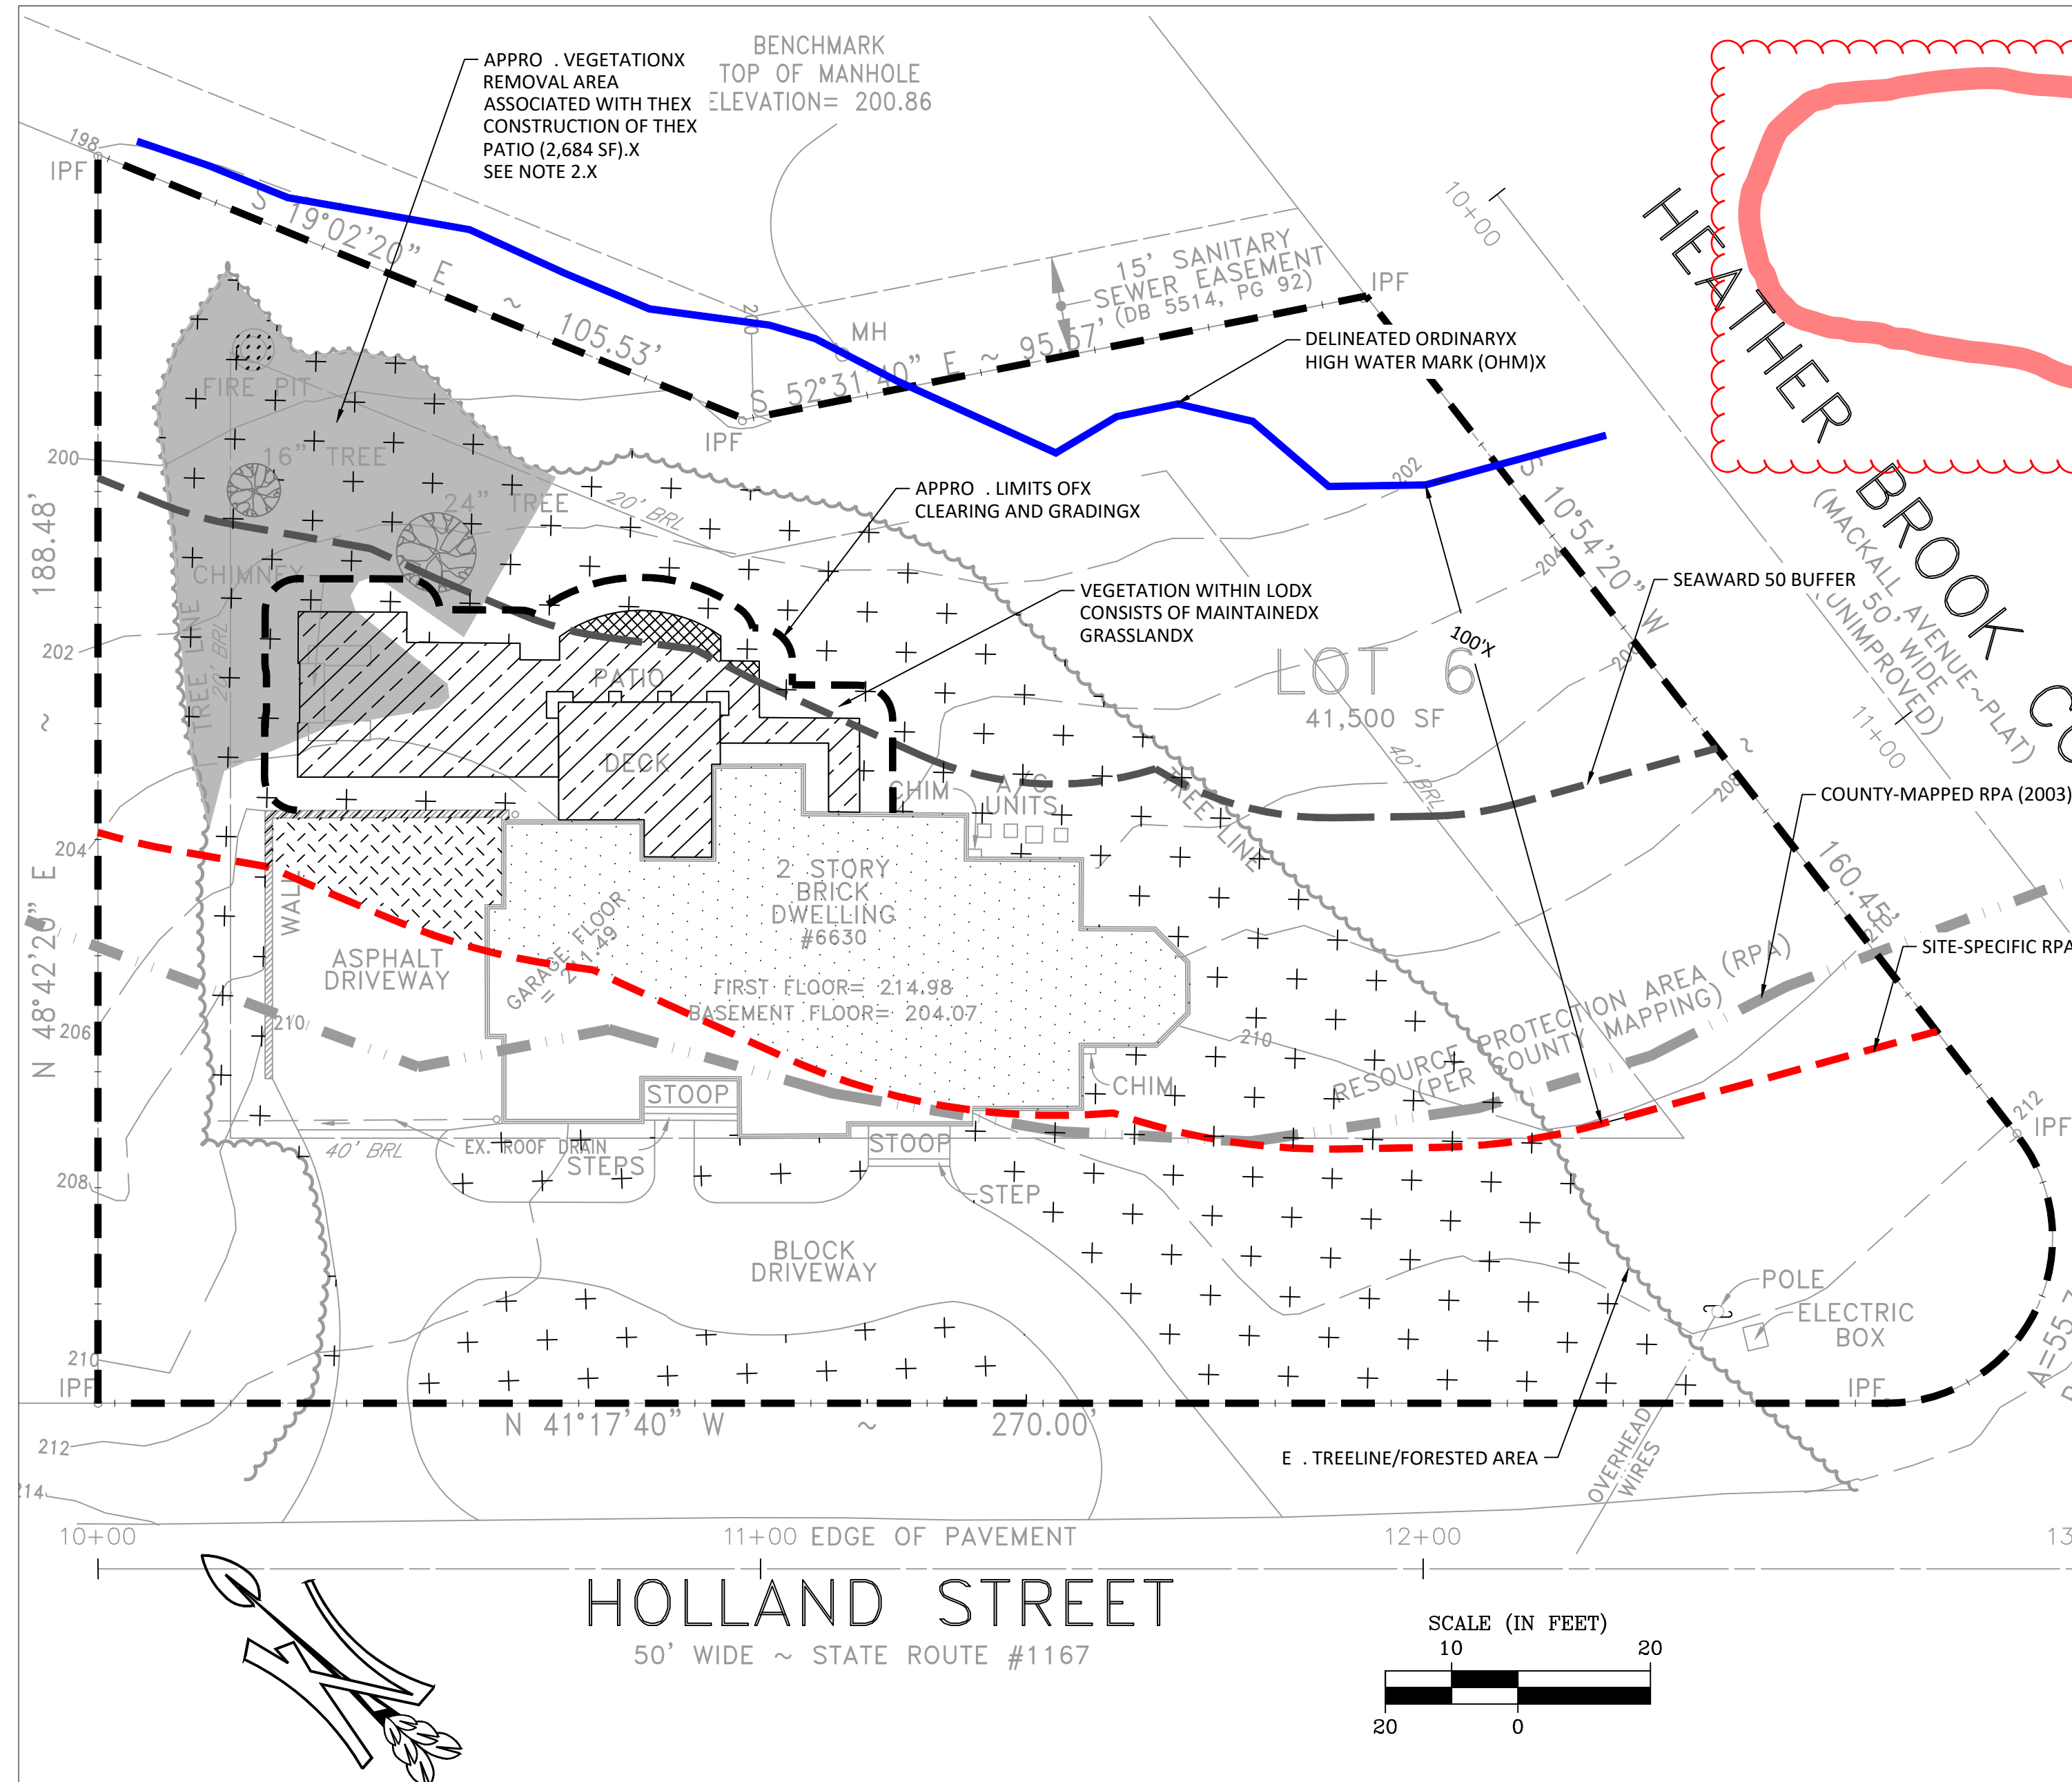 APPRO . VEGETATIONX
REMOVAL AREA
ASSOCIATED WITH THEX
CONSTRUCTION OF THEX
PATIO (2,684 SF).X
SEE NOTE 2.X
BENCHMARK
TOP OF MANHOLE
ELEVATION= 200.86
198
IPF
S 19°02'20" E ~ 105.53'
200
MH
15' SANITARY
SEWER EASEMENT
(DB 5514, PG 92)
IPF
S 52°31'40" E ~ 95.57'
IPF
DELINEATED ORDINARYX
HIGH WATER MARK (OHM)X
10+00
HEATHER BROOK
(MACKALL AVENUE~PLAT)
50' WIDE
(UNIMPROVED)
11+00
FIRE PIT
16" TREE
24" TREE
20' BRL
APPRO . LIMITS OFX
CLEARING AND GRADINGX
VEGETATION WITHIN LODX
CONSISTS OF MAINTAINEDX
GRASSLANDX
CHIMNEY
TREE LINE
20' BRL
200
202
204
206
208
210
212
214
N 48°42'20" E ~ 188.48'
202
204
206
208
210
212
S 10°54'20" W ~ 160.45'
SEAWARD 50 BUFFER
100'X
LOT 6
41,500 SF
40' BRL
COUNTY-MAPPED RPA (2003)
SITE-SPECIFIC RPA
PATIO
DECK
CHIM
A/C
UNITS
TREE LINE
WALL
ASPHALT
DRIVEWAY
210
GARAGE FLOOR
= 211.49
2 STORY
BRICK
DWELLING
#6630
FIRST FLOOR= 214.98
BASEMENT FLOOR= 204.07
210
RESOURCE PROTECTION AREA (RPA)
(PER COUNTY MAPPING)
CHIM
STOOP
STOOP
40' BRL
EX. ROOF DRAIN
STEPS
STEP
BLOCK
DRIVEWAY
IPF
POLE
ELECTRIC
BOX
IPF
IPF
N 41°17'40" W ~ 270.00'
E . TREELINE/FORESTED AREA
OVERHEAD
WIRES
10+00
11+00
EDGE OF PAVEMENT
12+00
HOLLAND STREET
50' WIDE ~ STATE ROUTE #1167
SCALE (IN FEET)
10 20
20 0